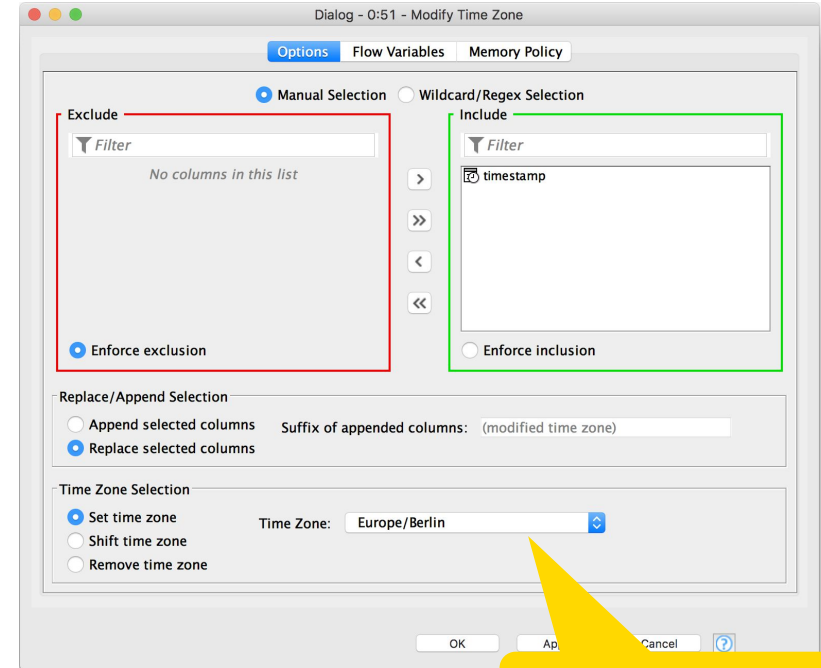 Dialog - 0:51 - Modify Time Zone
Options Flow Variables Memory Policy
Manual Selection Wildcard/Regex Selection
Exclude Include
Filter Filter
No columns in this list
timestamp
>
>>
<
<<
Enforce exclusion Enforce inclusion
Replace/Append Selection
Append selected columns Suffix of appended columns: (modified time zone)
Replace selected columns
Time Zone Selection
Set time zone Time Zone: Europe/Berlin
Shift time zone
Remove time zone
OK Cancel ?